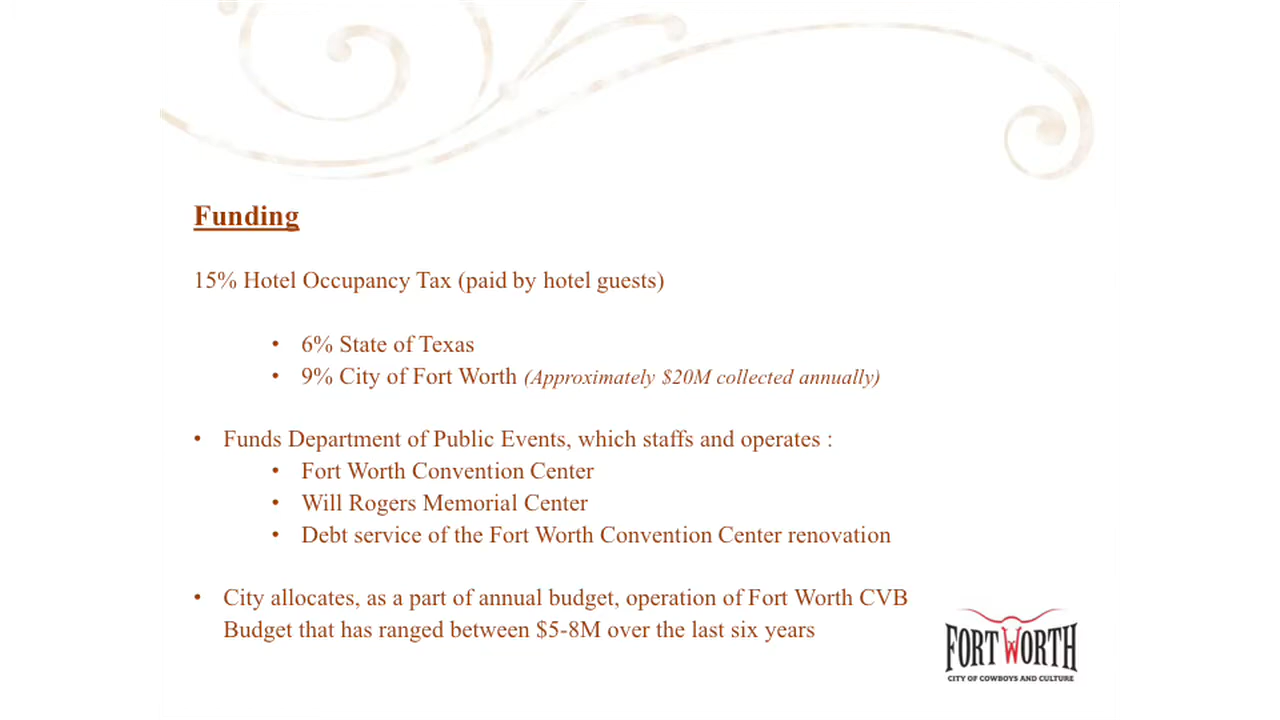 Funding
15% Hotel Occupancy Tax (paid by hotel guests)
• 6% State of Texas
• 9% City of Fort Worth (Approximately $20M collected annually)
• Funds Department of Public Events, which staffs and operates :
• Fort Worth Convention Center
• Will Rogers Memorial Center
• Debt service of the Fort Worth Convention Center renovation
• City allocates, as a part of annual budget, operation of Fort Worth CVB
Budget that has ranged between $5-8M over the last six years
FORT WORTH
CITY OF COWBOYS AND CULTURE